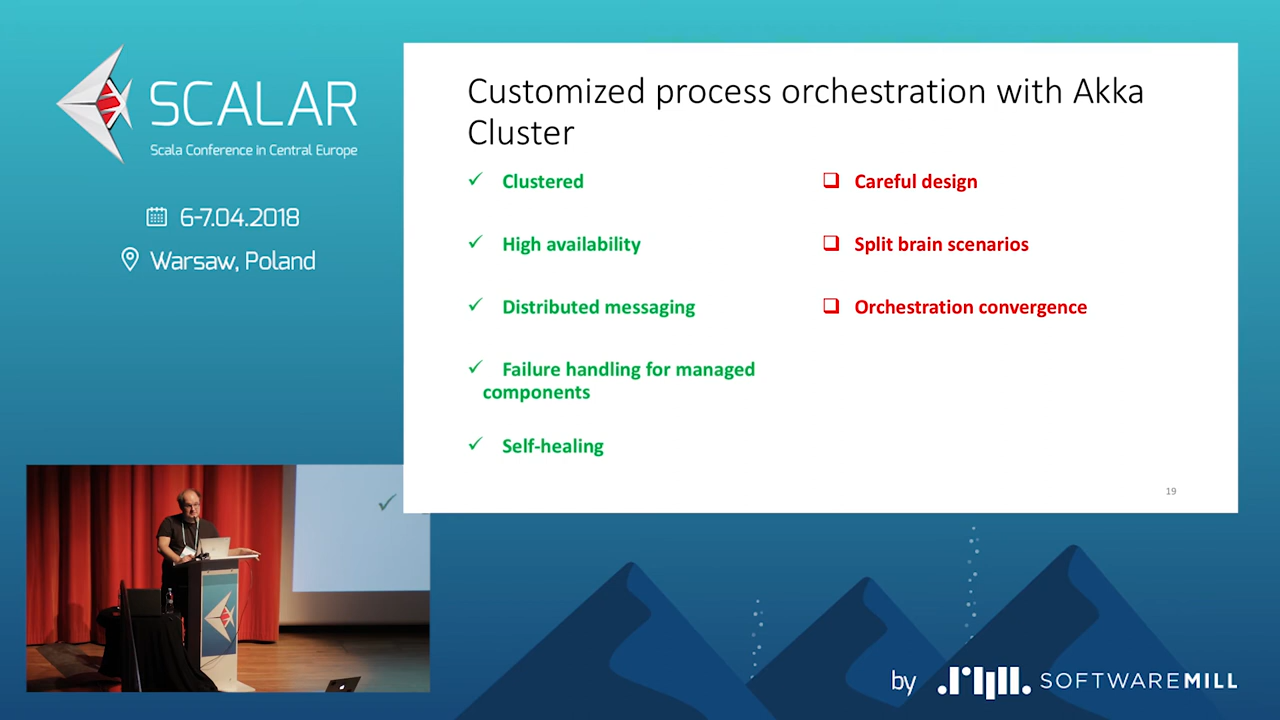 SCALAR
Scala Conference in Central Europe
6-7.04.2018
Warsaw, Poland
Customized process orchestration with Akka
Cluster
✓ Clustered
✓ High availability
✓ Distributed messaging
✓ Failure handling for managed
components
✓ Self-healing
❑ Careful design
❑ Split brain scenarios
❑ Orchestration convergence
19
by SOFTWAREMILL